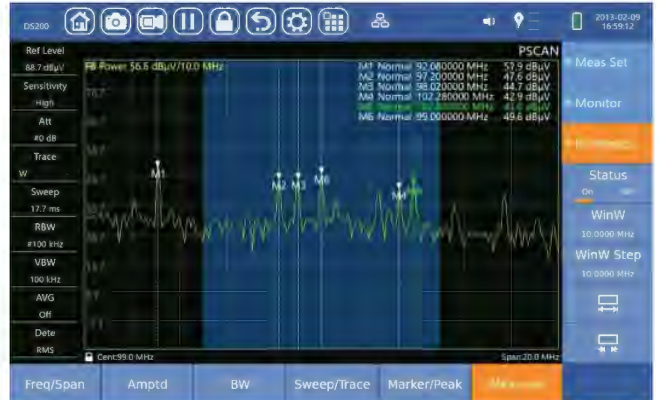 DS200
2013-02-09
16:59:12
Ref Level
68.7 dBµV
Sensitivity
High
Att
#0 dB
Trace
W
Sweep
17.7 ms
RBW
#100 kHz
VBW
100 kHz
AVG
Off
Dete
RMS
PSCAN
FB Power 56.6 dBµV/10.0 MHz
M1 Normal 92.680000 MHz 57.9 dBµV
M2 Normal 97.200000 MHz 47.6 dBµV
M3 Normal 98.020000 MHz 44.7 dBµV
M4 Normal 102.280000 MHz 42.9 dBµV
M6 Normal 99.000000 MHz 49.6 dBµV
M1
M2
M3
M6
M4
Cent:99.0 MHz
Span:20.0 MHz
Meas Set
Monitor
Status
On
WinW
10.0000 MHz
WinW Step
10.0000 MHz
Freq/Span
Amptd
BW
Sweep/Trace
Marker/Peak